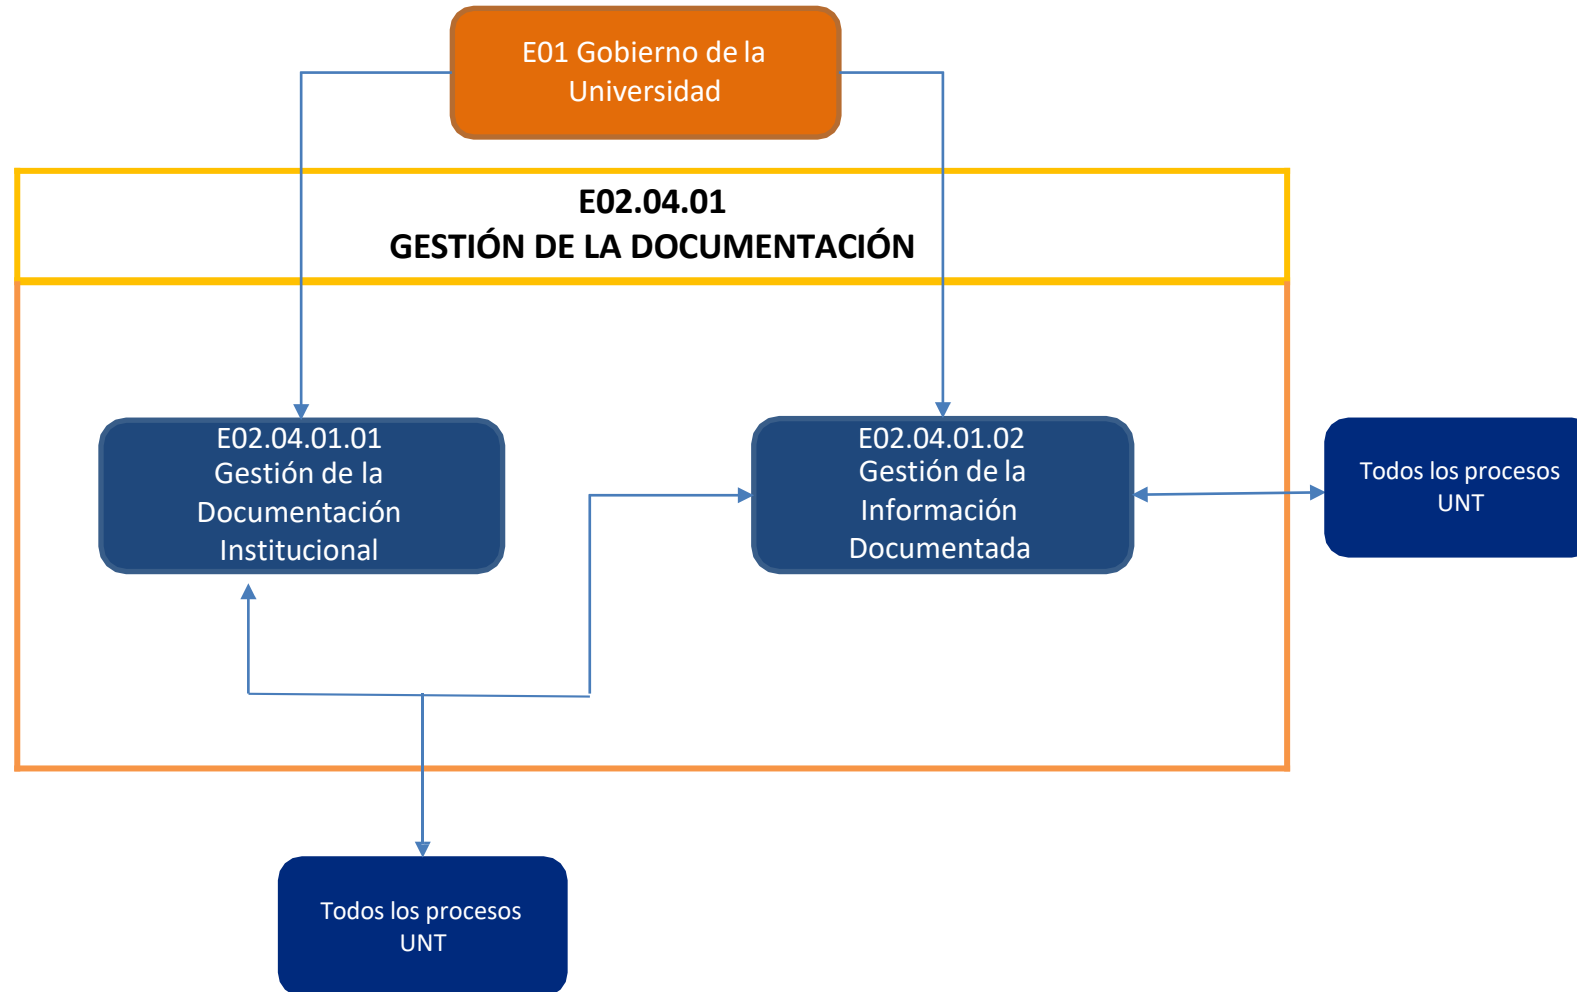 E01 Gobierno de la
Universidad
E02.04.01
GESTIÓN DE LA DOCUMENTACIÓN
E02.04.01.01
Gestión de la
Documentación
Institucional
E02.04.01.02
Gestión de la
Información
Documentada
Todos los procesos
UNT
Todos los procesos
UNT